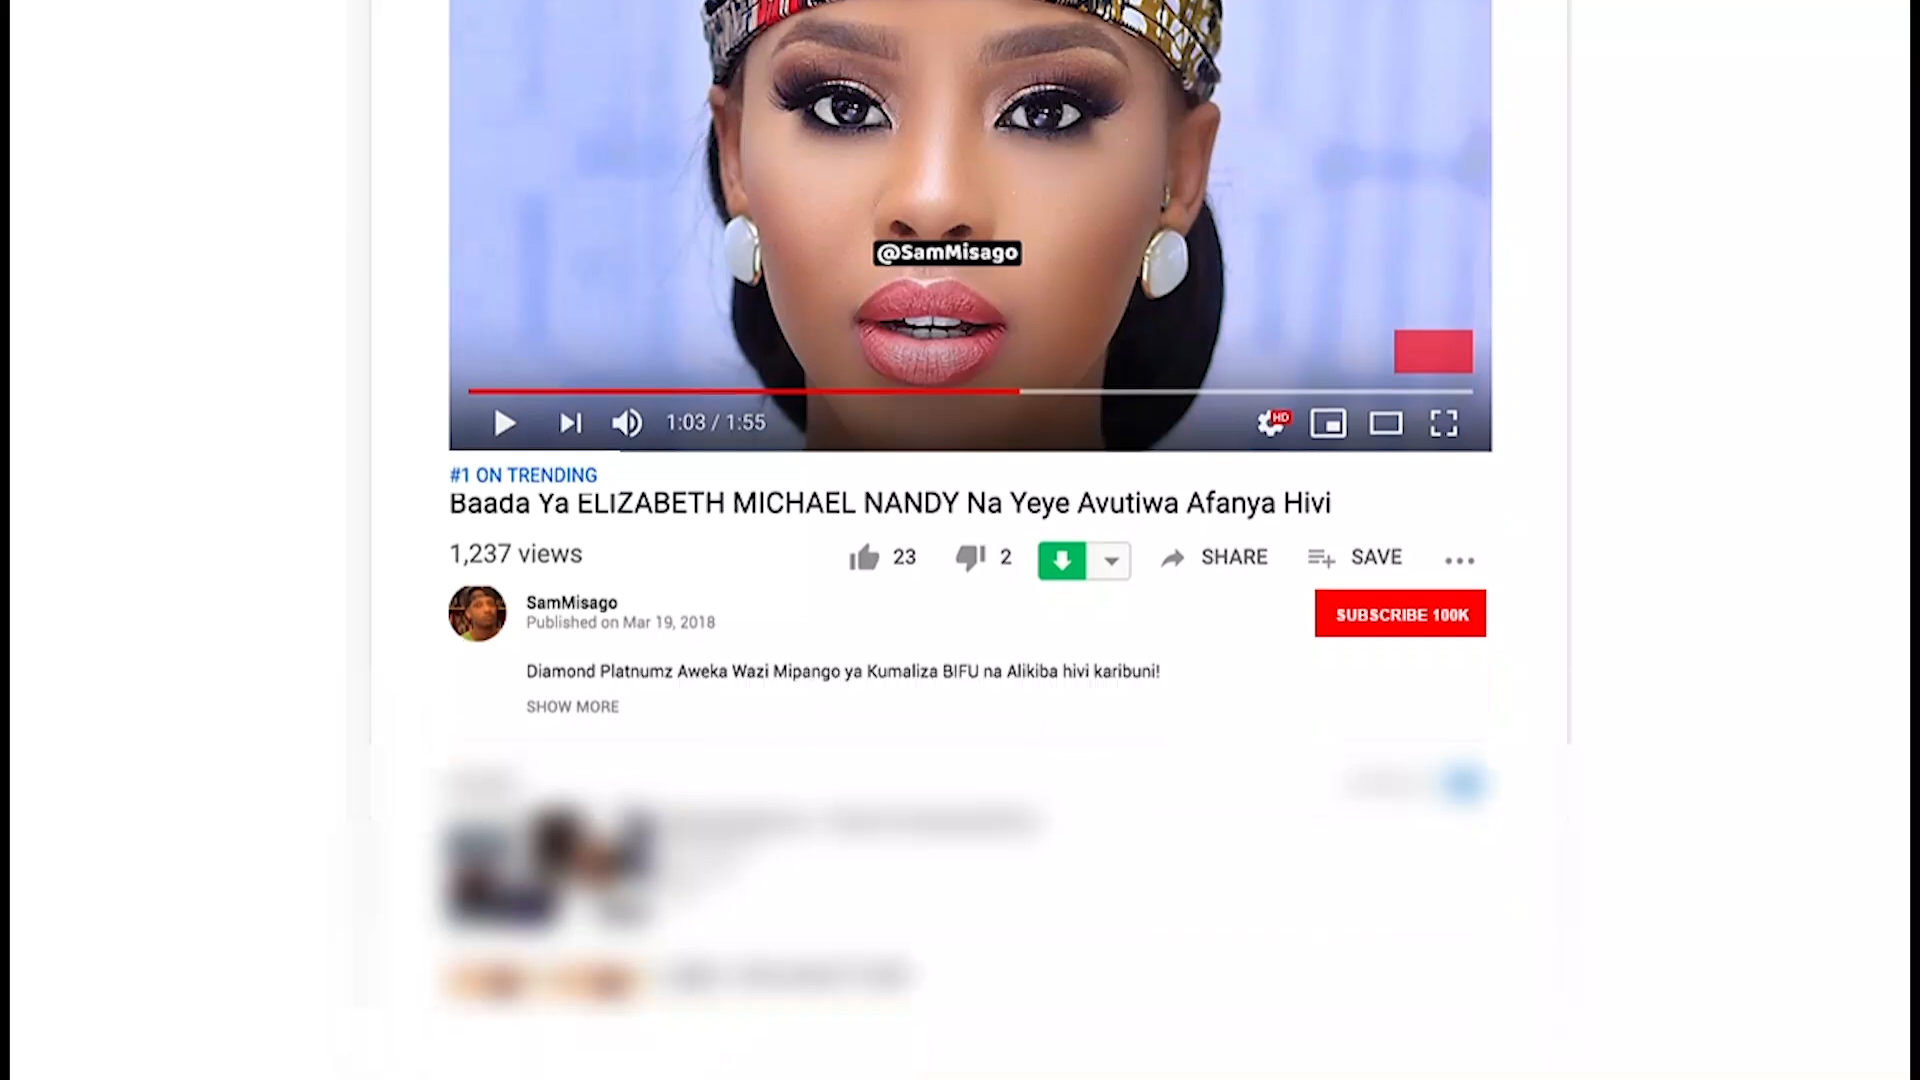 @SamMisago
1:03 / 1:55
HD
#1 ON TRENDING
Baada Ya ELIZABETH MICHAEL NANDY Na Yeye Avutiwa Afanya Hivi
1,237 views
23
2
SHARE
SAVE
SamMisago
Published on Mar 19, 2018
SUBSCRIBE 100K
Diamond Platnumz Aweka Wazi Mipango ya Kumaliza BIFU na Alikiba hivi karibuni!
SHOW MORE